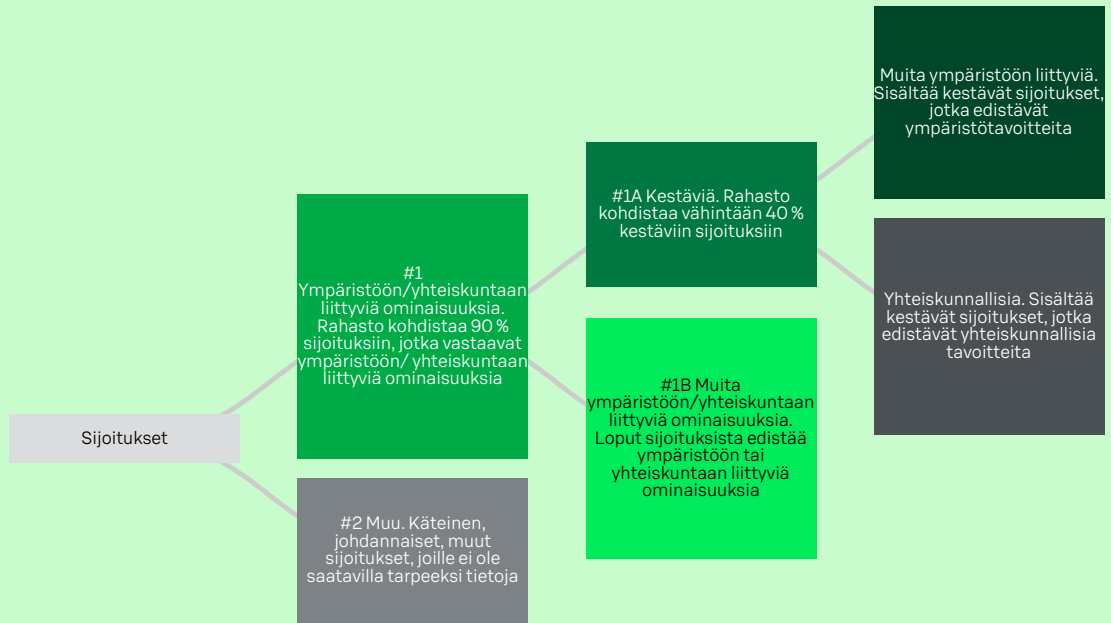 Sijoitukset
#1
Ympäristöön/yhteiskuntaan
liittyviä ominaisuuksia.
Rahasto kohdistaa 90 %
sijoituksiin, jotka vastaavat
ympäristöön/ yhteiskuntaan
liittyviä ominaisuuksia
#2 Muu. Käteinen,
johdannaiset, muut
sijoitukset, joille ei ole
saatavilla tarpeeksi tietoja
#1A Kestäviä. Rahasto
kohdistaa vähintään 40 %
kestäviin sijoituksiin
#1B Muita
ympäristöön/yhteiskuntaan
liittyviä ominaisuuksia.
Loput sijoituksista edistää
ympäristöön tai
yhteiskuntaan liittyviä
ominaisuuksia
Muita ympäristöön liittyviä.
Sisältää kestävät sijoitukset,
jotka edistävät
ympäristötavoitteita
Yhteiskunnallisia. Sisältää
kestävät sijoitukset, jotka
edistävät yhteiskunnallisia
tavoitteita